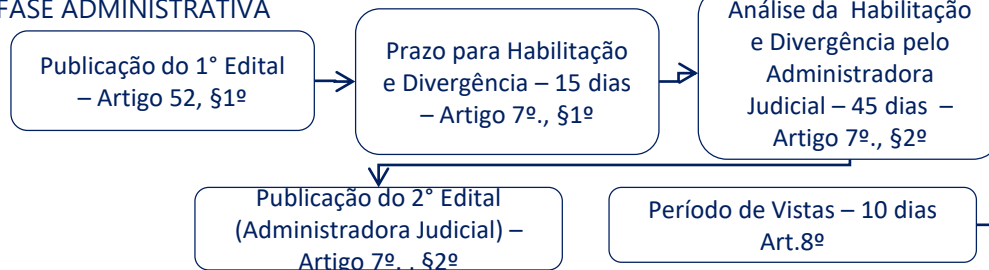 FASE ADMINISTRATIVA
Publicação do 1° Edital
– Artigo 52, §1º
Prazo para Habilitação
e Divergência – 15 dias
– Artigo 7º., §1º
Análise da Habilitação
e Divergência pelo
Administradora
Judicial – 45 dias –
Artigo 7º., §2º
Publicação do 2° Edital
(Administradora Judicial) –
Artigo 7º. , §2º
Período de Vistas – 10 dias
Art.8º